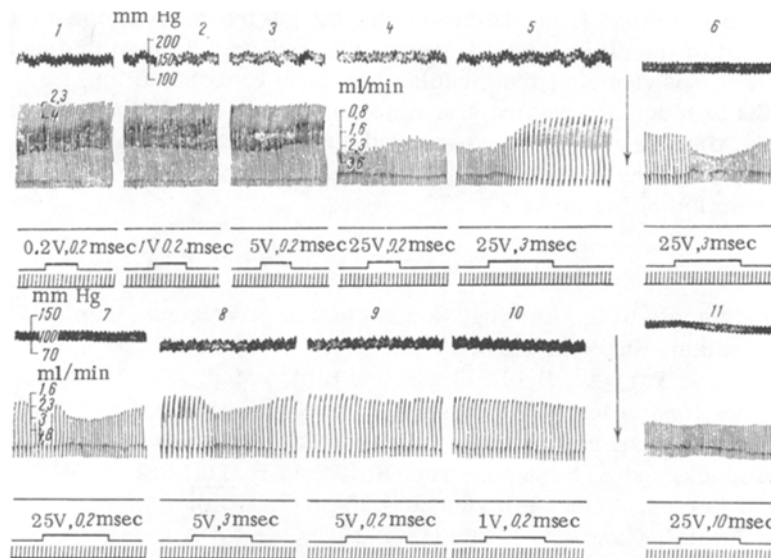 mm Hg
1 2 3 4 5 6
200
150
100
ml/min
2,3
4
0,8
1,6
2,3
3,6
0.2V, 0,2 msec
1V 0,2. msec
5V, 0,2 msec
25V, 0,2 msec
25V, 3 msec
25V, 3 msec
mm Hg
150
100
70
7 8 9 10 11
ml/min
1,6
2,3
3
25V, 0,2 msec
5V, 3 msec
5V, 0,2 msec
1V, 0,2 msec
25V, 10 msec